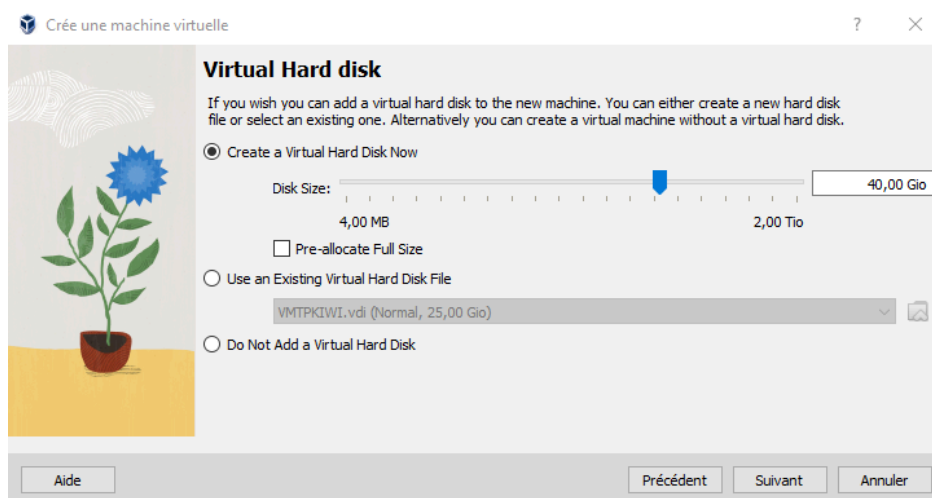 Crée une machine virtuelle
Virtual Hard disk
If you wish you can add a virtual hard disk to the new machine. You can either create a new hard disk
file or select an existing one. Alternatively you can create a virtual machine without a virtual hard disk.
Create a Virtual Hard Disk Now
Disk Size:
40,00 Gio
4,00 MB
2,00 Tio
Pre-allocate Full Size
Use an Existing Virtual Hard Disk File
VMTPKIWI.vdi (Normal, 25,00 Gio)
Do Not Add a Virtual Hard Disk
Aide
Précédent
Suivant
Annuler